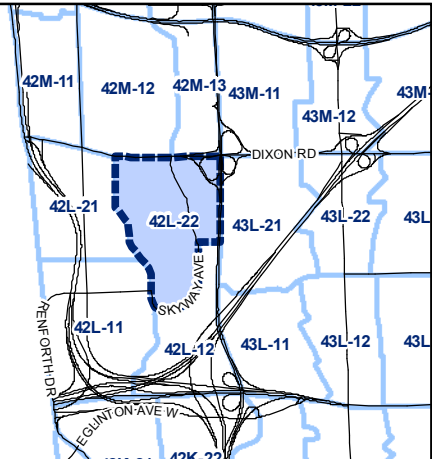 42M-11
42M-12
42M-13
43M-11
43M-12
43M
DIXON RD
42L-21
42L-22
43L-21
43L-22
43L
SKYWAY AVE
RENFORTH DR
42L-11
42L-12
43L-11
43L-12
43L
EGLINTON AVE W
42K-22